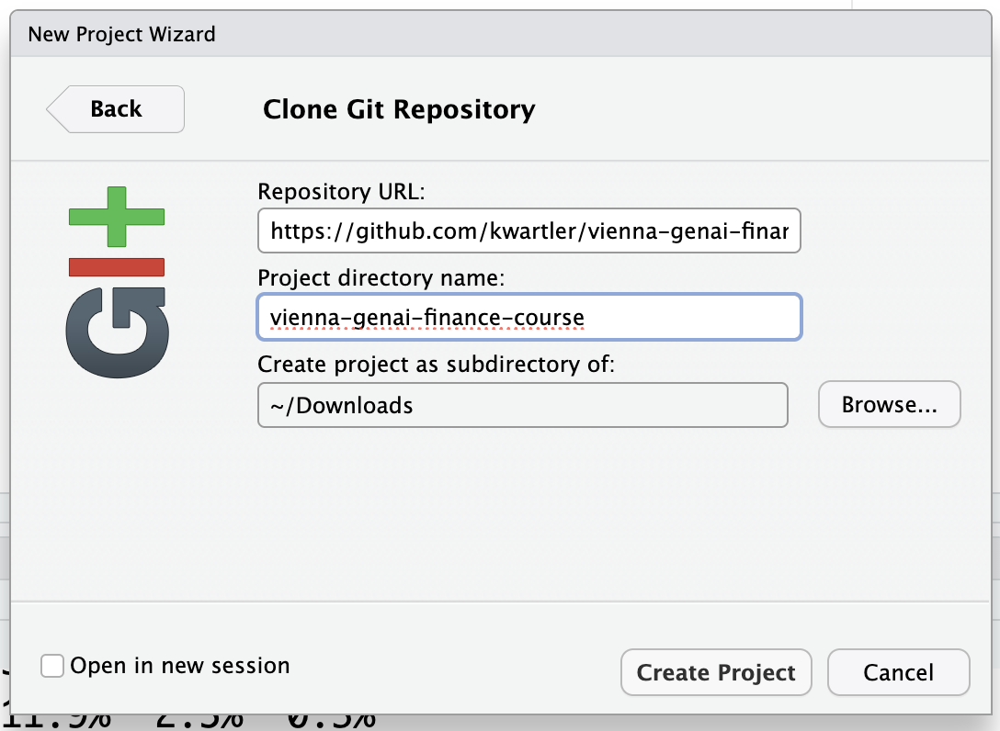 New Project Wizard
Back
Clone Git Repository
Repository URL:
https://github.com/kwartler/vienna-genai-finar
Project directory name:
vienna-genai-finance-course
Create project as subdirectory of:
~/Downloads
Browse...
Open in new session
Create Project
Cancel
11.9% 2.5% 0.5%